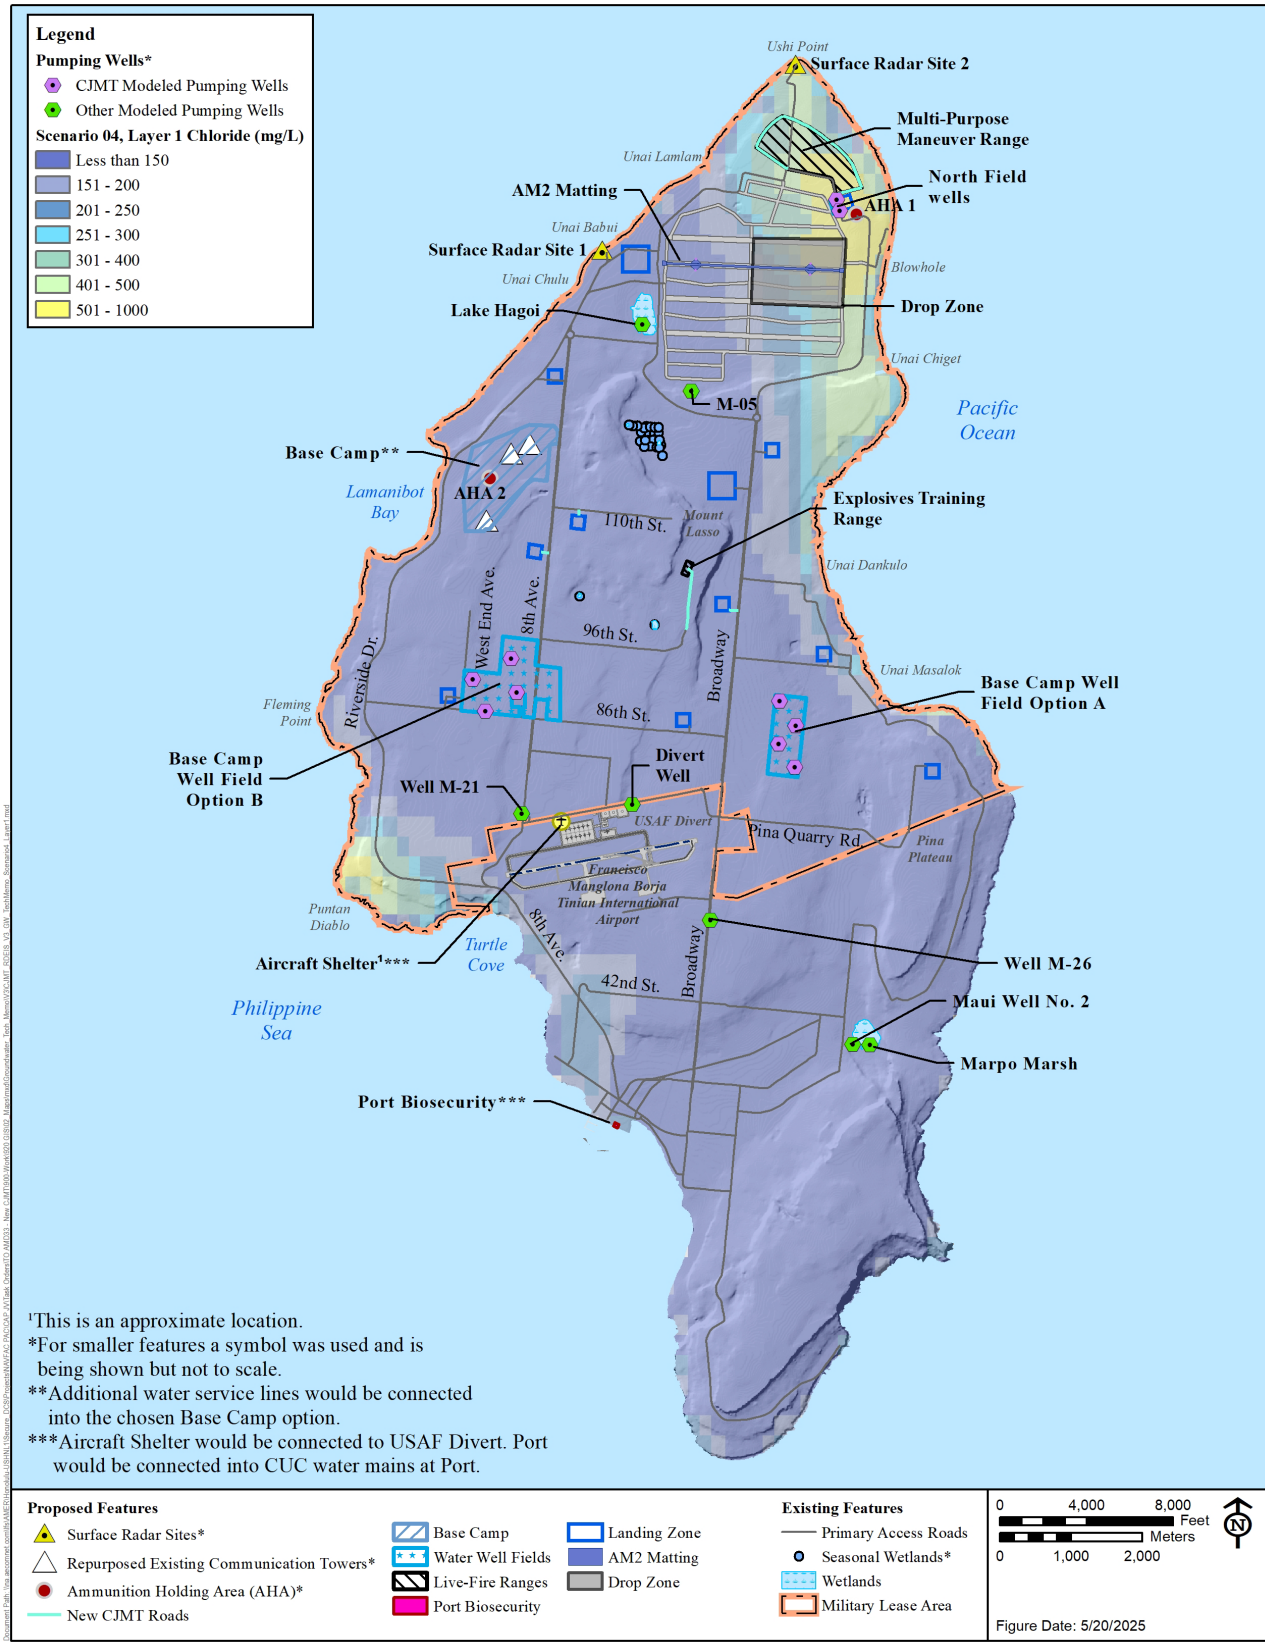 Legend
Pumping Wells*
CJMT Modeled Pumping Wells
Other Modeled Pumping Wells
Scenario 04, Layer 1 Chloride (mg/L)
Less than 150
151 - 200
201 - 250
251 - 300
301 - 400
401 - 500
501 - 1000
Ushi Point
Surface Radar Site 2
Multi-Purpose
Maneuver Range
Unai Lamlam
North Field
wells
AM2 Matting
AHA 1
Unai Babui
Surface Radar Site 1
Blowhole
Unai Chulu
Lake Hagoi
Drop Zone
Unai Chiget
M-05
Pacific
Ocean
Base Camp**
AHA 2
Lamanibot
Bay
Explosives Training
Range
110th St.
Mount
Lasso
Unai Dankulo
West End Ave.
8th Ave.
96th St.
Broadway
Riverside Dr.
Unai Masalok
Base Camp Well
Field Option A
Fleming
Point
86th St.
Base Camp
Well Field
Option B
Divert
Well
Well M-21
USAF Divert
Pina Quarry Rd.
Pina
Plateau
Francisco
Manglona Borja
Tinian International
Airport
Puntan
Diablo
8th Ave.
Turtle
Cove
Aircraft Shelter¹***
Broadway
Well M-26
42nd St.
Philippine
Sea
Maui Well No. 2
Marpo Marsh
Port Biosecurity***
¹This is an approximate location.
*For smaller features a symbol was used and is
being shown but not to scale.
**Additional water service lines would be connected
into the chosen Base Camp option.
***Aircraft Shelter would be connected to USAF Divert. Port
would be connected into CUC water mains at Port.
Proposed Features
Surface Radar Sites*
Repurposed Existing Communication Towers*
Ammunition Holding Area (AHA)*
New CJMT Roads
Base Camp
Water Well Fields
Live-Fire Ranges
Port Biosecurity
Landing Zone
AM2 Matting
Drop Zone
Existing Features
Primary Access Roads
Seasonal Wetlands*
Wetlands
Military Lease Area
0 4,000 8,000
Feet
Meters
0 1,000 2,000
N
Figure Date: 5/20/2025